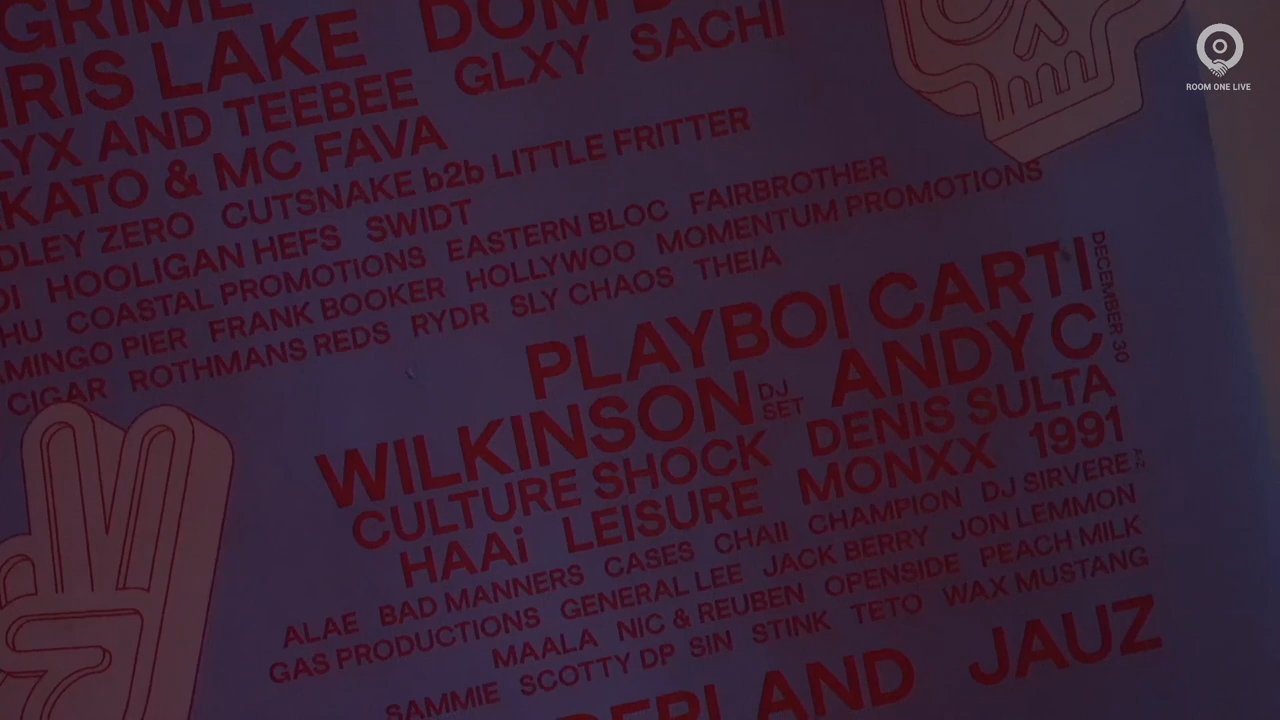 GRIME DOM
RIS LAKE GLXY SACHI
LYX AND TEEBEE
KATO & MC FAVA
DLEY ZERO CUTSNAKE b2b LITTLE FRITTER
HOOLIGAN HEFS SWIDT
HU COASTAL PROMOTIONS EASTERN BLOC FAIRBROTHER
AMINGO PIER FRANK BOOKER HOLLYWOO MOMENTUM PROMOTIONS
CIGAR ROTHMANS REDS RYDR SLY CHAOS THEIA
PLAYBOI CARTI
DECEMBER 30
WILKINSON DJ SET ANDY C
CULTURE SHOCK DENIS SULTA
HAAi LEISURE MONXX 1991
ALAE BAD MANNERS CASES CHAII CHAMPION DJ SIRVERE
GAS PRODUCTIONS GENERAL LEE JACK BERRY JON LEMMON
MAALA NIC & REUBEN OPENSIDE PEACH MILK
SAMMIE SCOTTY DP SIN STINK TETO WAX MUSTANG
DERLAND JAUZ
ROOM ONE LIVE